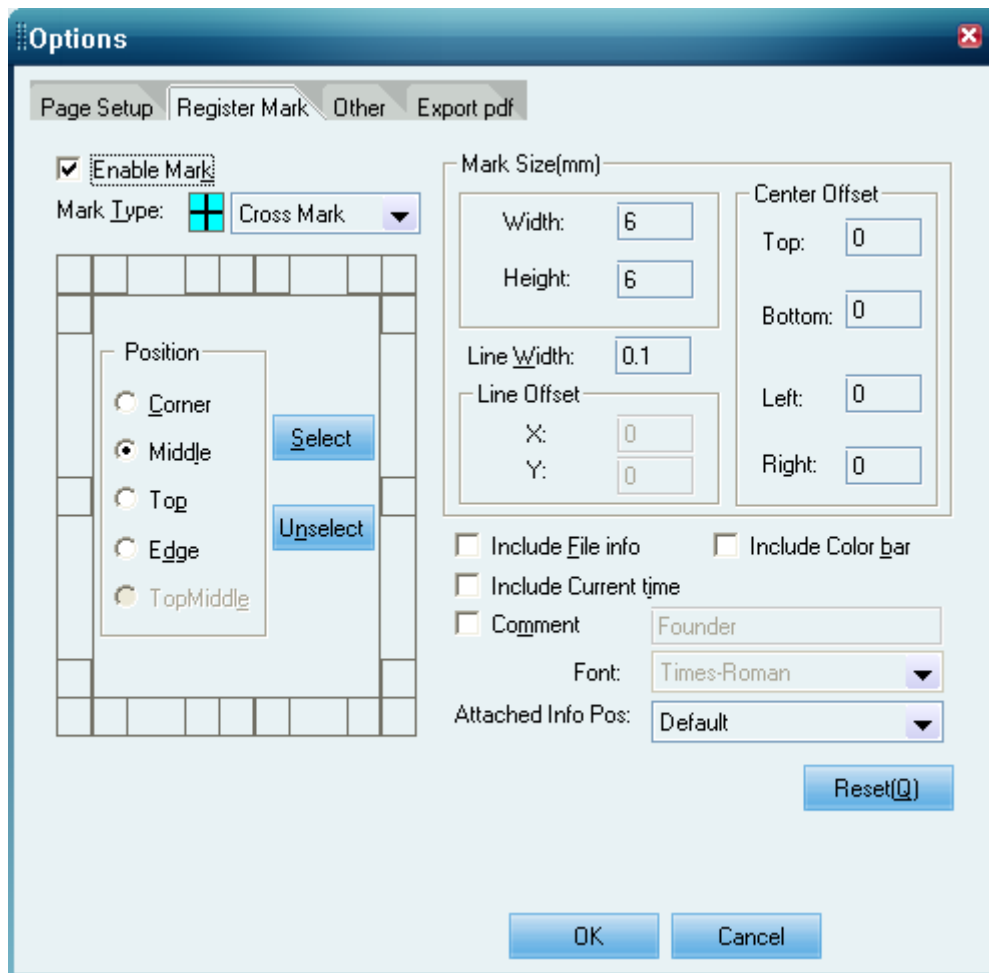 Options
Page Setup Register Mark Other Export pdf
Enable Mark
Mark Type: Cross Mark
Position
Corner
Middle
Top
Edge
TopMiddle
Select
Unselect
Mark Size(mm)
Width: 6
Height: 6
Line Width: 0.1
Line Offset
X: 0
Y: 0
Center Offset
Top: 0
Bottom: 0
Left: 0
Right: 0
Include File info Include Color bar
Include Current time
Comment Founder
Font: Times-Roman
Attached Info Pos: Default
Reset(Q)
OK Cancel